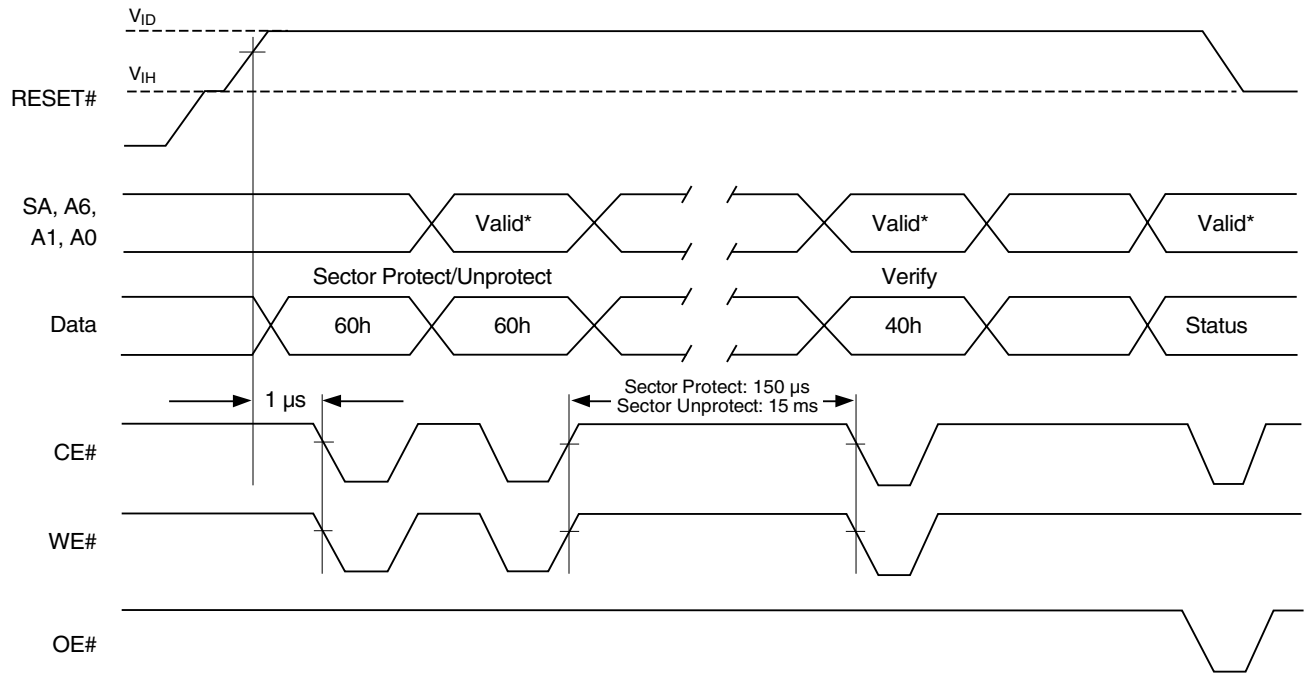 VID
VIH
RESET#
SA, A6,
A1, A0
Valid*
Valid*
Valid*
Sector Protect/Unprotect
Verify
Data
60h
60h
40h
Status
1 µs
Sector Protect: 150 µs
Sector Unprotect: 15 ms
CE#
WE#
OE#